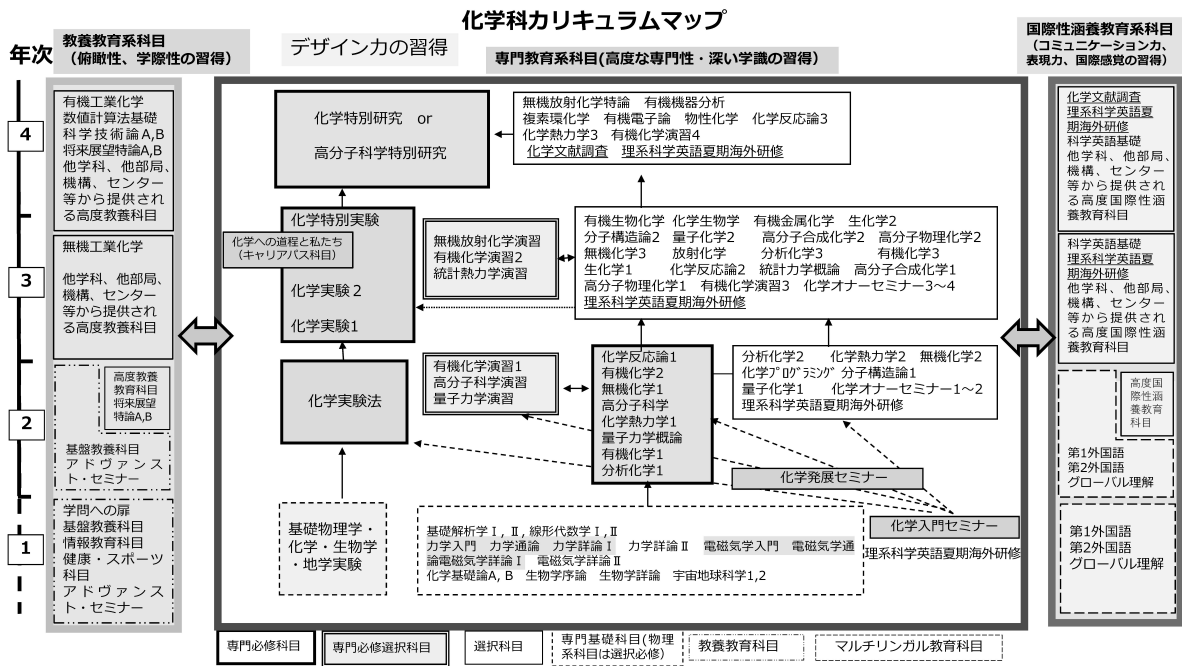 化学科カリキュラムマップ
年次
教養教育系科目
（俯瞰性、学際性の習得）
デザイン力の習得
専門教育系科目(高度な専門性・深い学識の習得）
国際性涵養教育系科目
（コミュニケーション力、
表現力、国際感覚の習得）
4
有機工業化学
数値計算法基礎
科学技術論A,B
将来展望特論A,B
他学科、他部局、
機構、センター
等から提供され
る高度教養科目
化学特別研究　or
高分子科学特別研究
無機放射化学特論　有機機器分析
複素環化学　有機電子論　物性化学　化学反応論3
化学熱力学3　有機化学演習4
化学文献調査　理系科学英語夏期海外研修
化学文献調査
理系科学英語夏
期海外研修
科学英語基礎
他学科、他部局、
機構、センター
等から提供され
る高度国際性涵
養教育科目
3
無機工業化学
他学科、他部局、
機構、センター
等から提供され
る高度教養科目
化学特別実験
化学への道程と私たち
（キャリアパス科目）
化学実験２
化学実験1
無機放射化学演習
有機化学演習2
統計熱力学演習
有機生物化学　化学生物学　有機金属化学　生化学2
分子構造論2　量子化学2　高分子合成化学2　高分子物理化学2
無機化学3　放射化学　分析化学3　有機化学3
生化学1　化学反応論2　統計力学概論　高分子合成化学1
高分子物理化学1　有機化学演習3　化学オナーセミナー3～4
理系科学英語夏期海外研修
科学英語基礎
理系科学英語夏
期海外研修
他学科、他部局、
機構、センター
等から提供され
る高度国際性涵
養教育科目
2
高度教養
教育科目
将来展望
特論A,B
基盤教養科目
アドヴァンス
ト・セミナー
化学実験法
有機化学演習1
高分子科学演習
量子力学演習
化学反応論1
有機化学2
無機化学1
高分子科学
化学熱力学1
量子力学概論
有機化学1
分析化学1
分析化学2　化学熱力学2　無機化学2
化学プログラミング 分子構造論1
量子化学1　化学オナーセミナー1～2
理系科学英語夏期海外研修
高度国
際性涵
養教育
科目
第1外国語
第2外国語
グローバル理解
化学発展セミナー
1
学問への扉
基盤教養科目
情報教育科目
健康・スポーツ
科目
アドヴァンス
ト・セミナー
基礎物理学・
化学・生物学
・地学実験
基礎解析学Ⅰ, Ⅱ, 線形代数学Ⅰ,Ⅱ
力学入門　力学通論　力学詳論Ⅰ　力学詳論Ⅱ　電磁気学入門　電磁気学通
論電磁気学詳論Ⅰ　電磁気学詳論Ⅱ
化学基礎論A, B　生物学序論　生物学詳論　宇宙地球科学1,2
化学入門セミナー
理系科学英語夏期海外研修
第1外国語
第2外国語
グローバル理解
専門必修科目
専門必修選択科目
選択科目
専門基礎科目(物理
系科目は選択必修）
教養教育科目
マルチリンガル教育科目